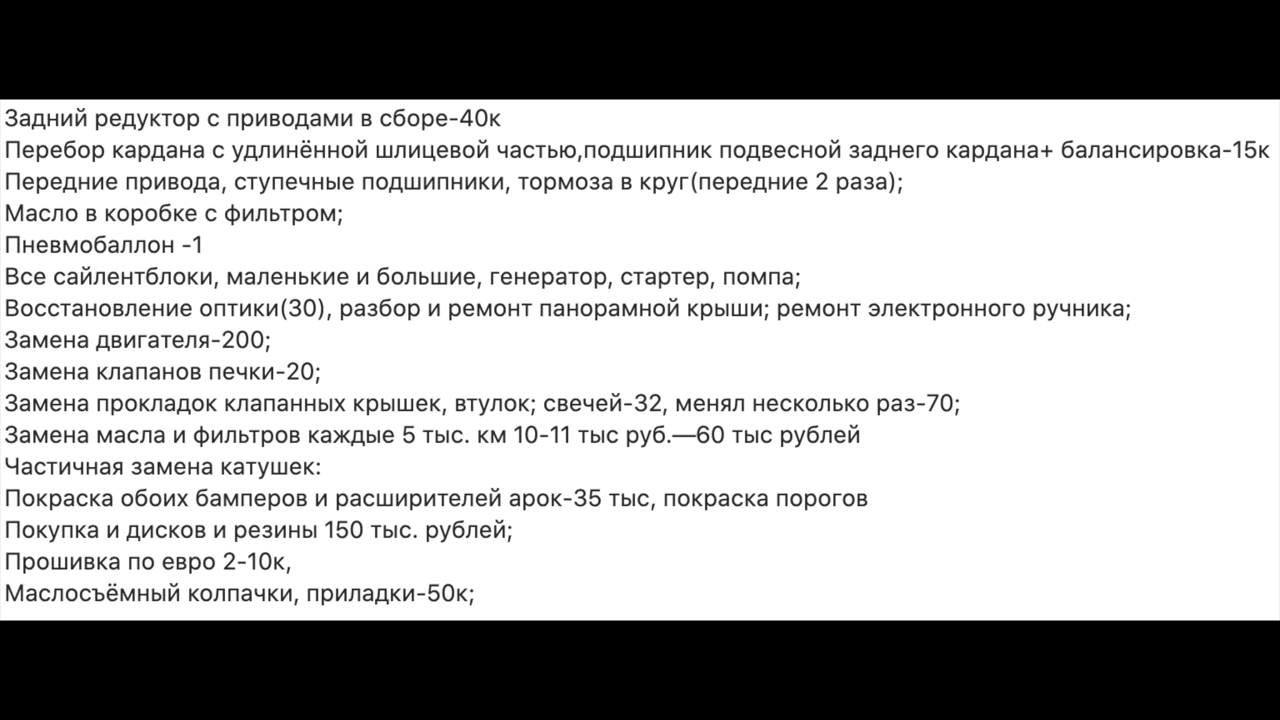 Задний редуктор с приводами в сборе-40к
Перебор кардана с удлинённой шлицевой частью,подшипник подвесной заднего кардана+ балансировка-15к
Передние привода, ступечные подшипники, тормоза в круг(передние 2 раза);
Масло в коробке с фильтром;
Пневмобаллон -1
Все сайлентблоки, маленькие и большие, генератор, стартер, помпа;
Восстановление оптики(30), разбор и ремонт панорамной крыши; ремонт электронного ручника;
Замена двигателя-200;
Замена клапанов печки-20;
Замена прокладок клапанных крышек, втулок; свечей-32, менял несколько раз-70;
Замена масла и фильтров каждые 5 тыс. км 10-11 тыс руб.—60 тыс рублей
Частичная замена катушек:
Покраска обоих бамперов и расширителей арок-35 тыс, покраска порогов
Покупка и дисков и резины 150 тыс. рублей;
Прошивка по евро 2-10к,
Маслосъёмный колпачки, приладки-50к;